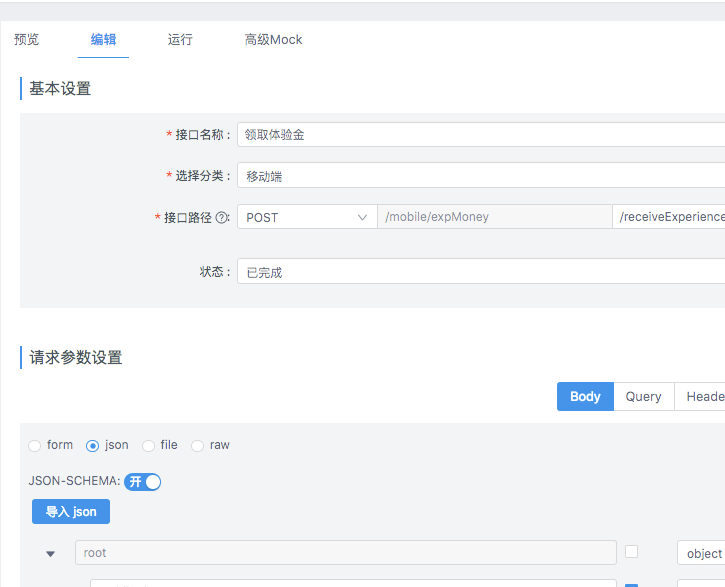 预览 编辑 运行 高级Mock
基本设置
* 接口名称 : 领取体验金
* 选择分类 : 移动端
* 接口路径 ? : POST /mobile/expMoney /receiveExperience
状态 : 已完成
请求参数设置
Body Query Heade
form json file raw
JSON-SCHEMA: 开
导入 json
root object